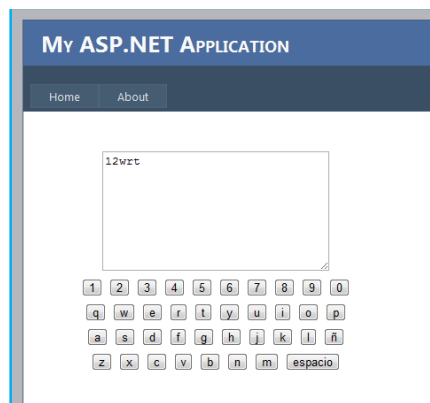 My ASP.NET Application
Home About
12wrt
1 2 3 4 5 6 7 8 9 0
q w e r t y u i o p
a s d f g h j k l ñ
z x c v b n m espacio